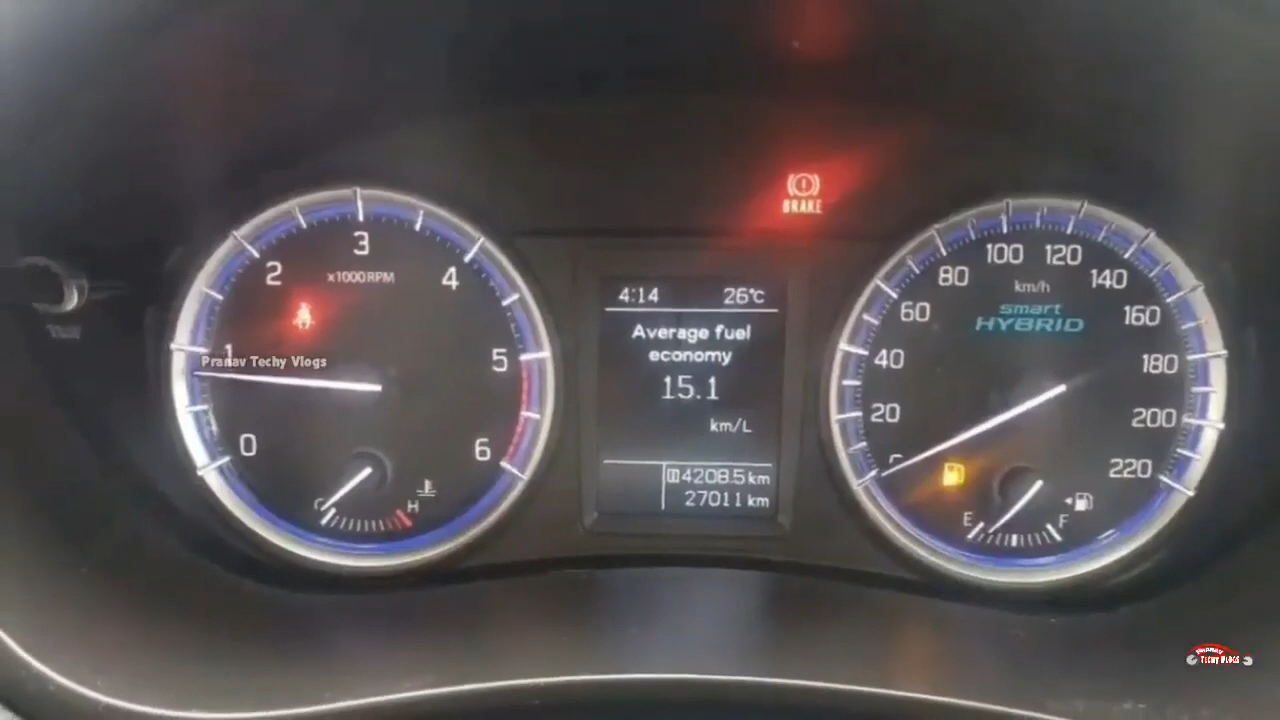 BRAKE
3
2
4
x1000RPM
1
5
0
6
C
H
Pranav Techy Vlogs
4:14 26°C
Average fuel
economy
15.1
km/L
4208.5 km
27011 km
100 120
80 140
km/h
60 160
smart
HYBRID
40 180
20 200
0 220
E F
TECHY VLOGS